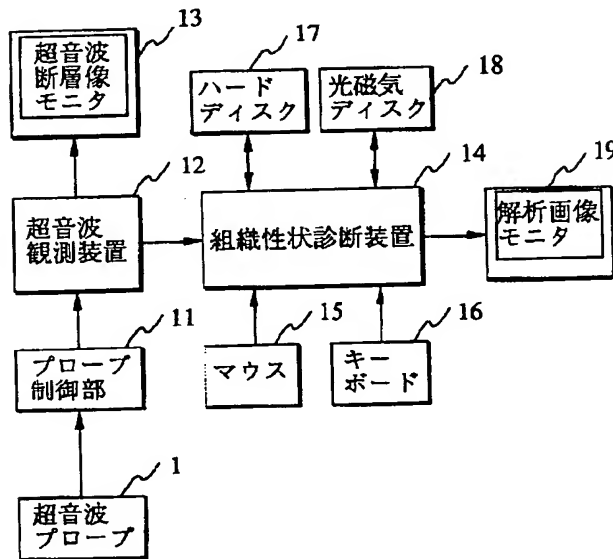 13
超音波
断層像
モニタ
17
ハード
ディスク
18
光磁気
ディスク
12
超音波
観測装置
14
組織性状診断装置
19
解析画像
モニタ
11
プローブ
制御部
15
マウス
16
キー
ボード
1
超音波
プローブ